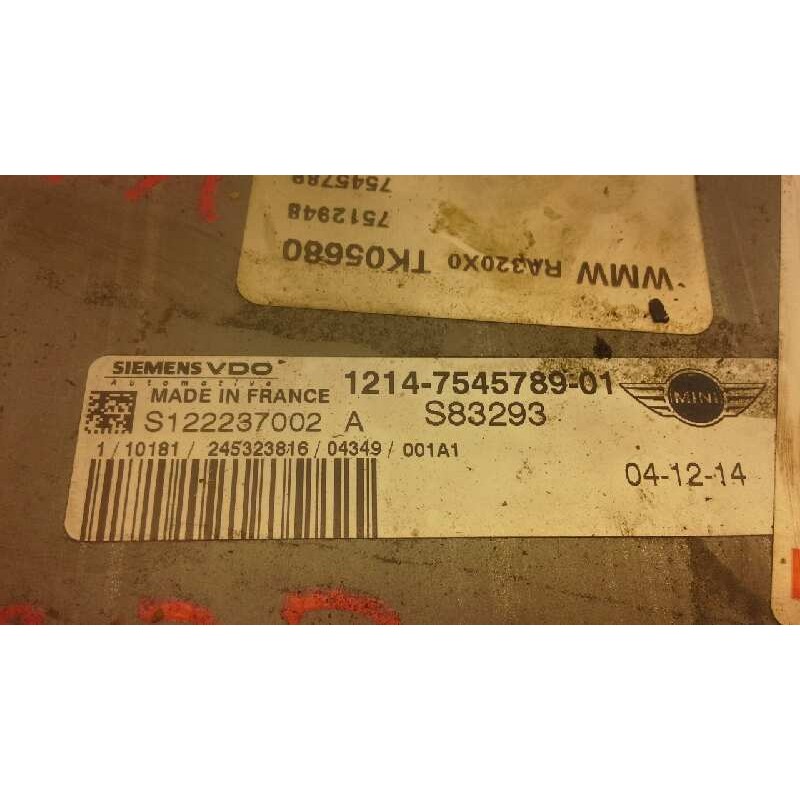 7545789
7512948
WMW RA320X0 TK05680
SIEMENS VDO
Automotive
MADE IN FRANCE
1214-7545789-01
MINI
S122237002 A
S83293
1/10181/ 245323816/04349/ 001A1
04-12-14